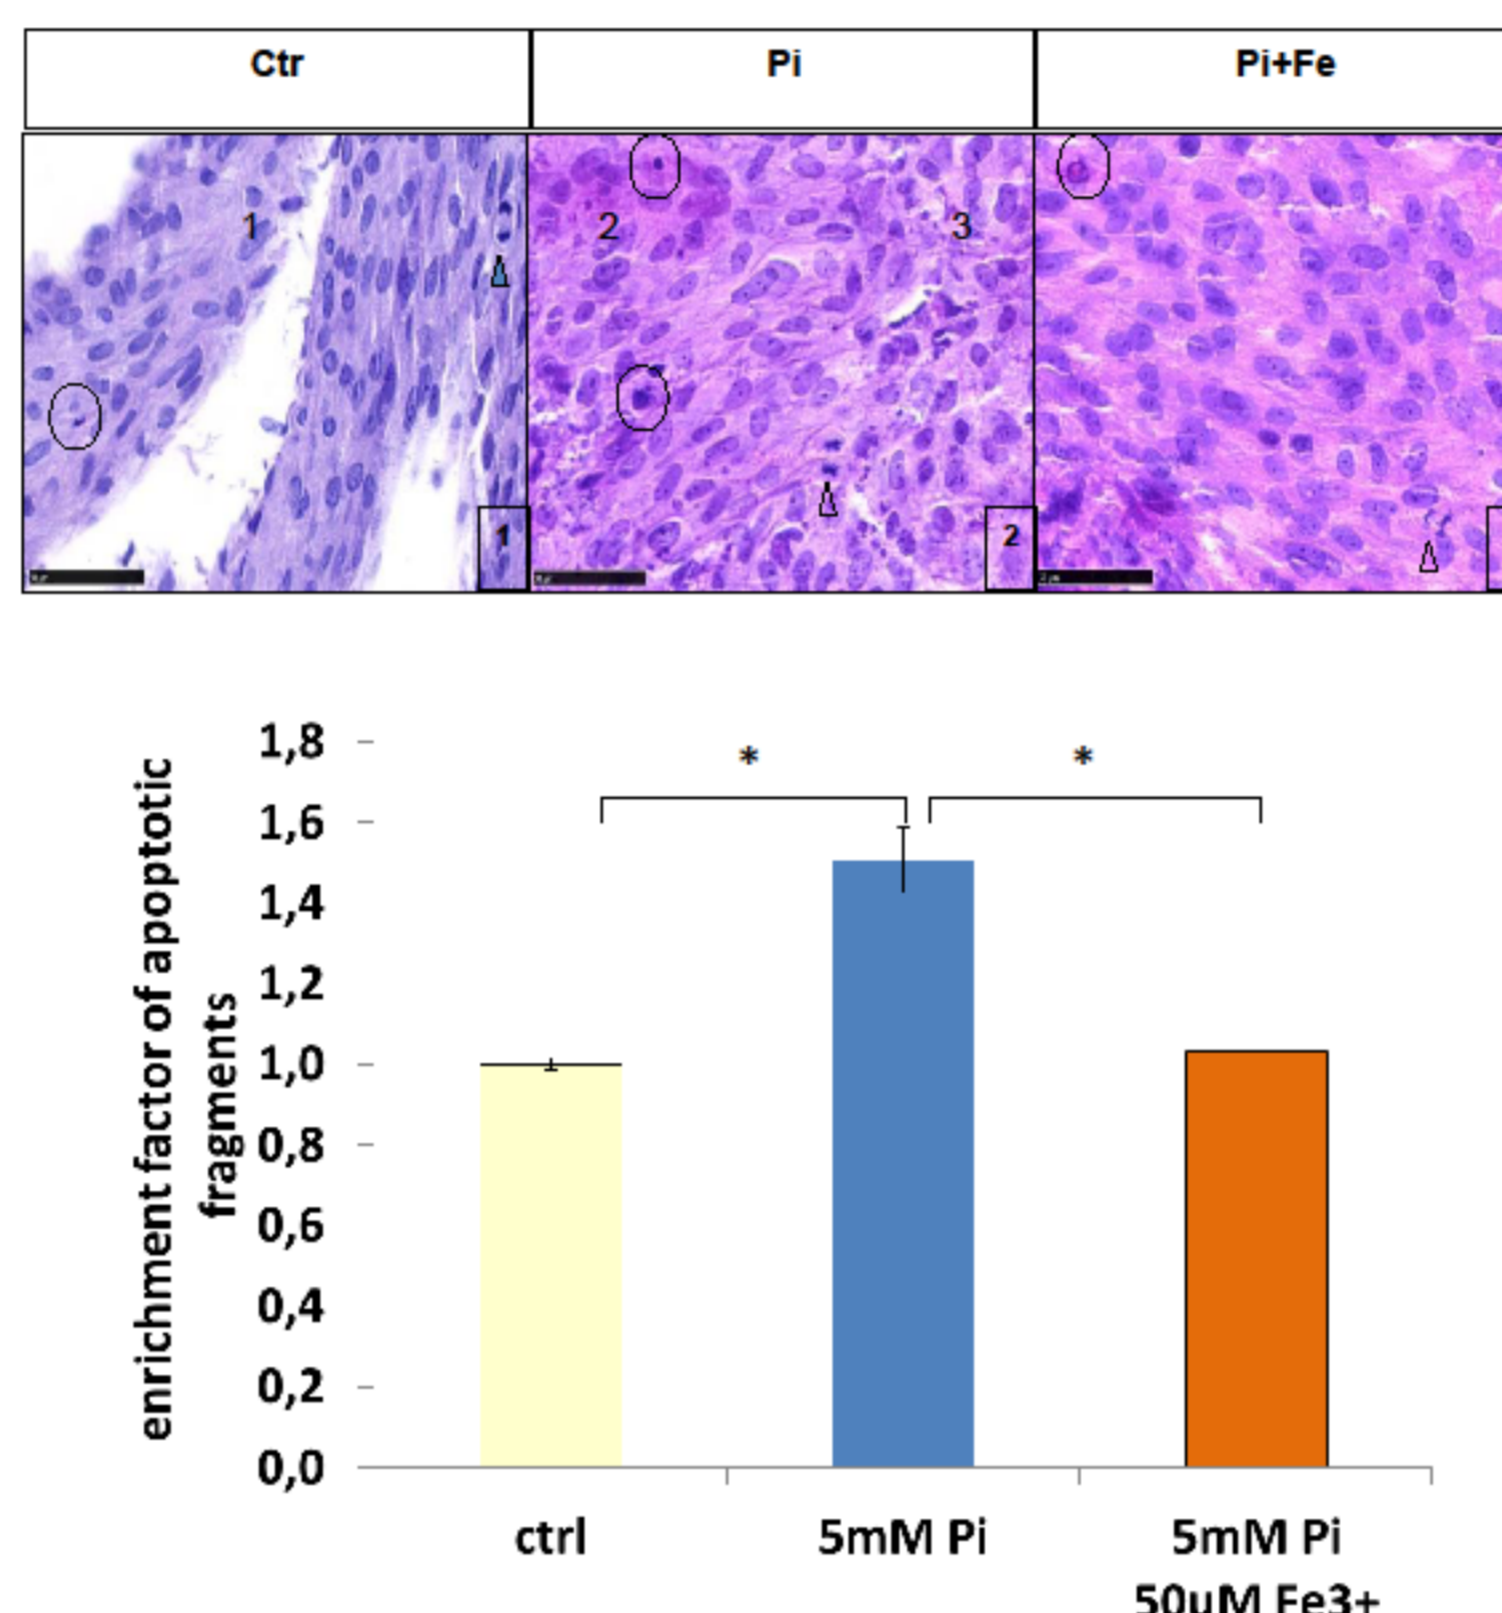 Ctr
Pi
Pi+Fe
1
2
3
1
2
1,8
1,6
1,4
1,2
1,0
0,8
0,6
0,4
0,2
0,0
*
*
enrichment factor of apoptotic
fragments
ctrl
5mM Pi
5mM Pi
50uM Fe3+